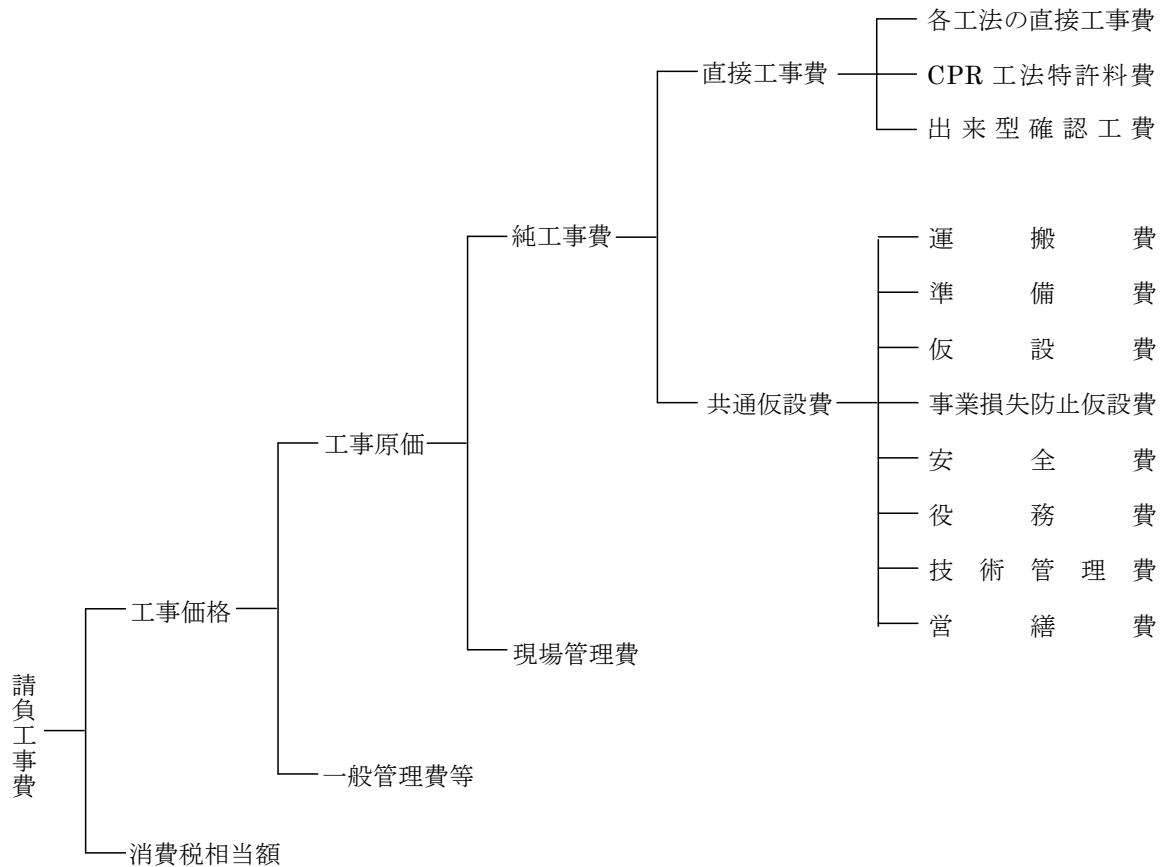 各工法の直接工事費
直接工事費
CPR 工法特許料費
出来型確認工費
純工事費
運搬費
準備費
仮設費
共通仮設費
事業損失防止仮設費
工事原価
安全費
役務費
技術管理費
工事価格
営繕費
現場管理費
請負工事費
一般管理費等
消費税相当額